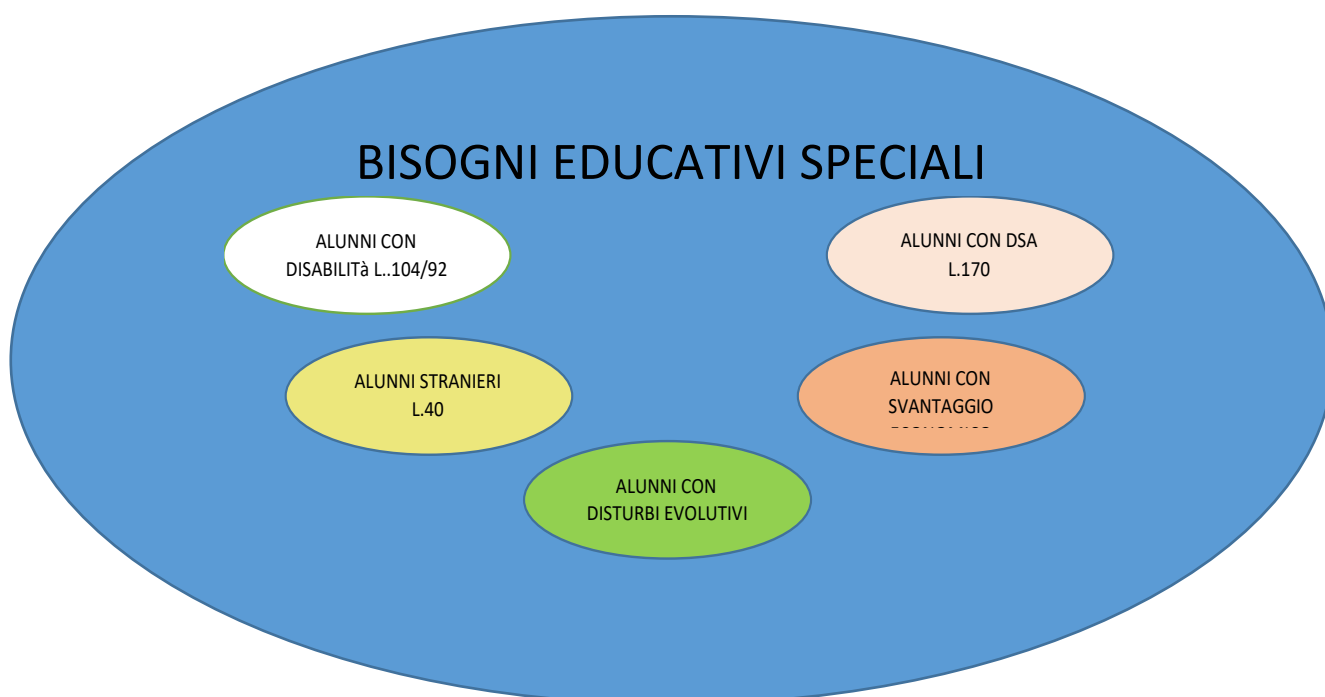 BISOGNI EDUCATIVI SPECIALI
ALUNNI CON
DISABILITà L..104/92
ALUNNI CON DSA
L.170
ALUNNI STRANIERI
L.40
ALUNNI CON
SVANTAGGIO
ALUNNI CON
DISTURBI EVOLUTIVI